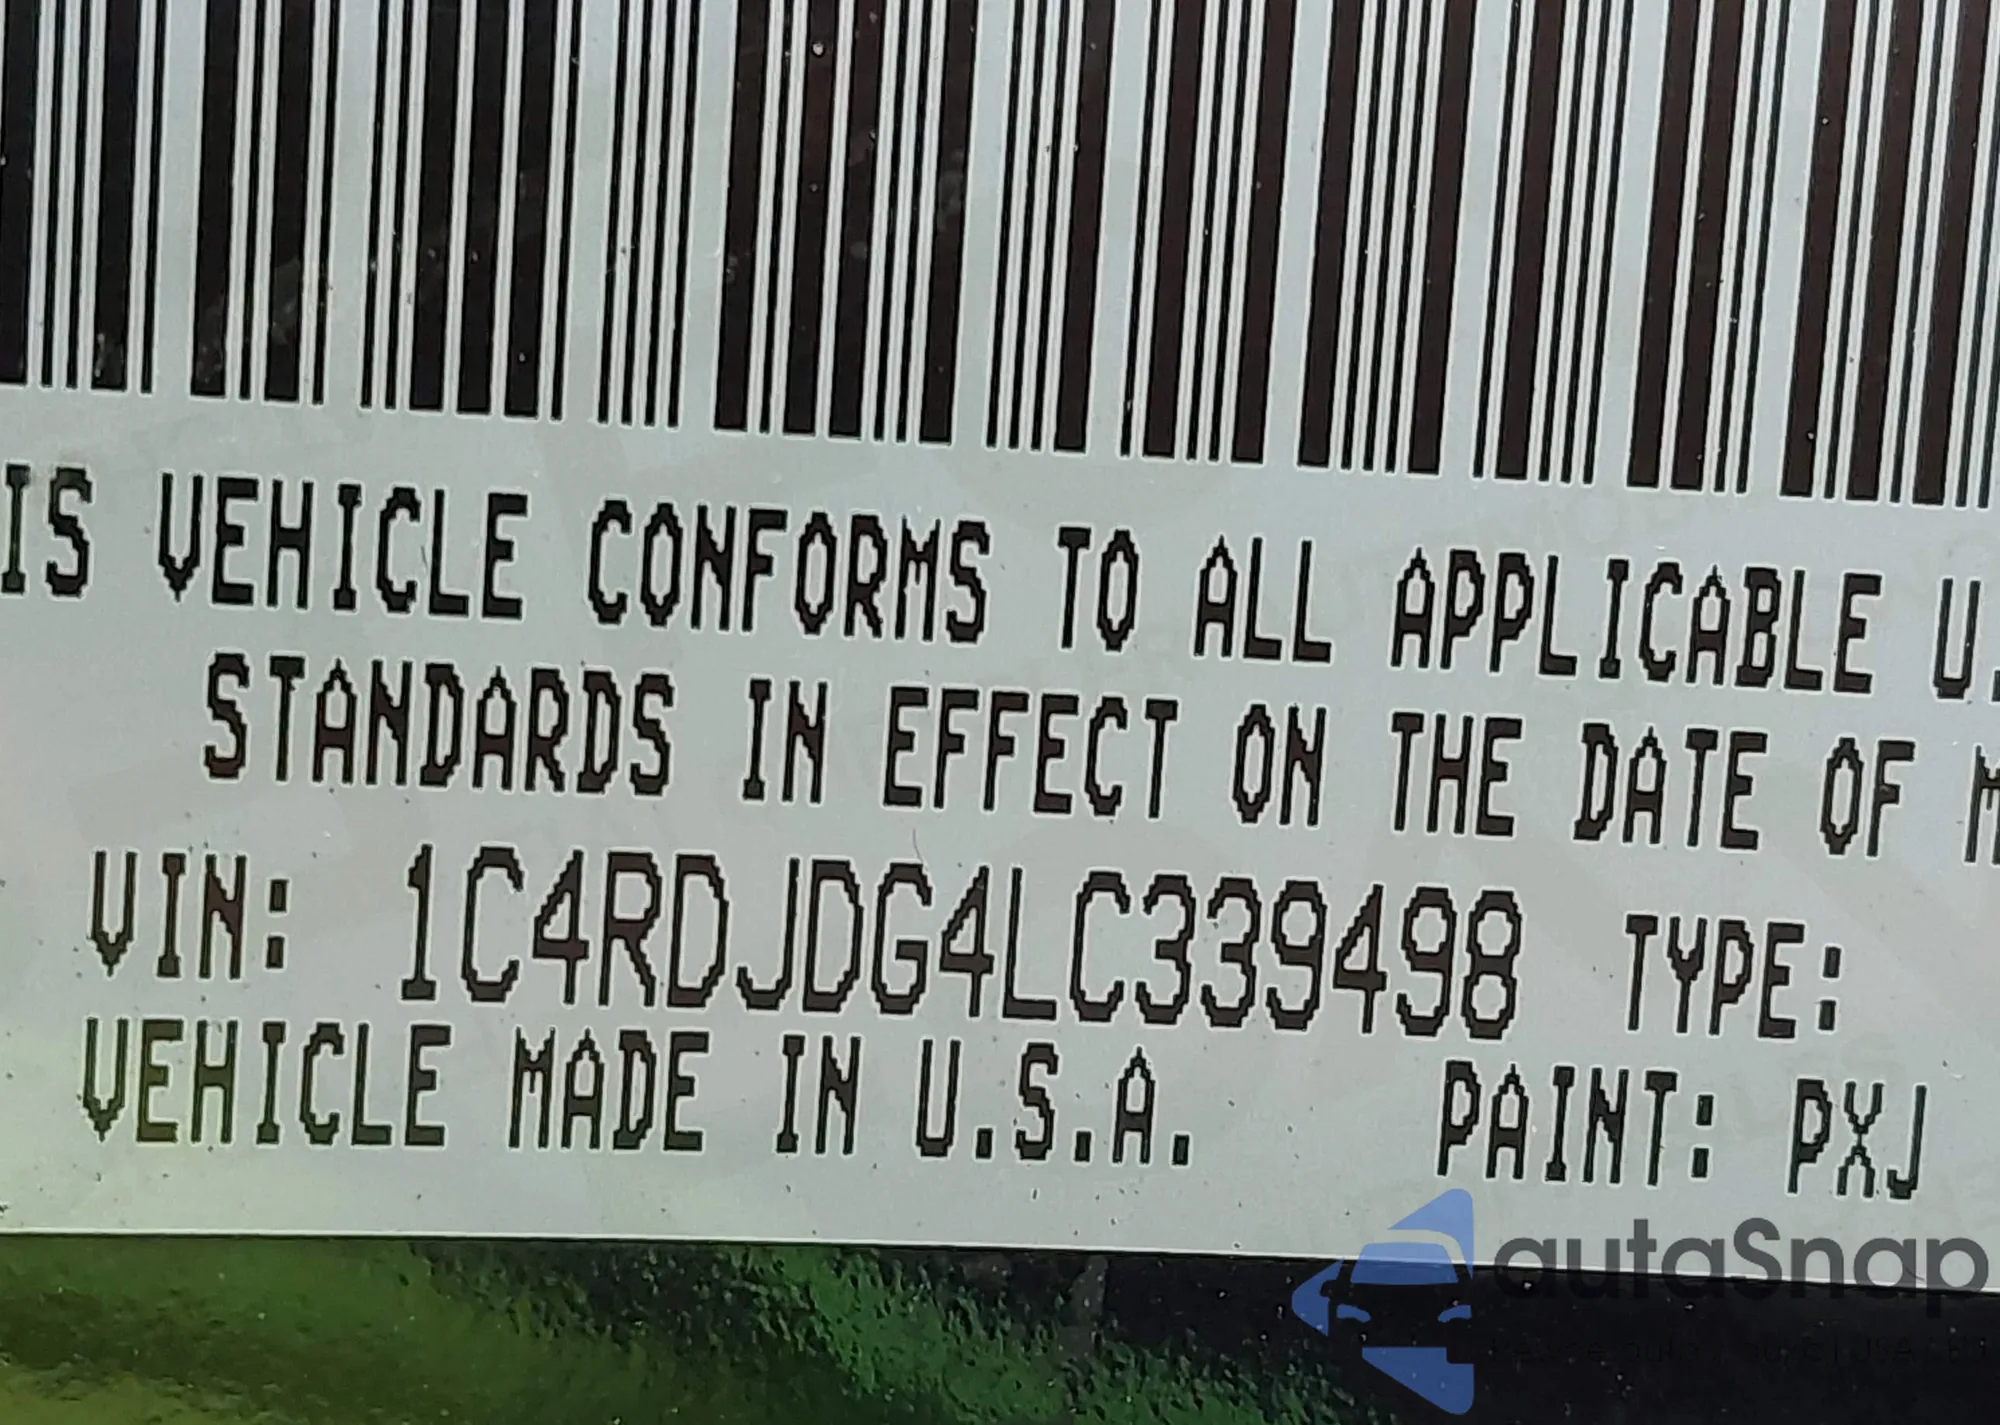 IS VEHICLE CONFORMS TO ALL APPLICABLE U.
STANDARDS IN EFFECT ON THE DATE OF M
VIN: 1C4RDJDG4LC339498 TYPE:
VEHICLE MADE IN U.S.A. PAINT: PXJ
autaSnap